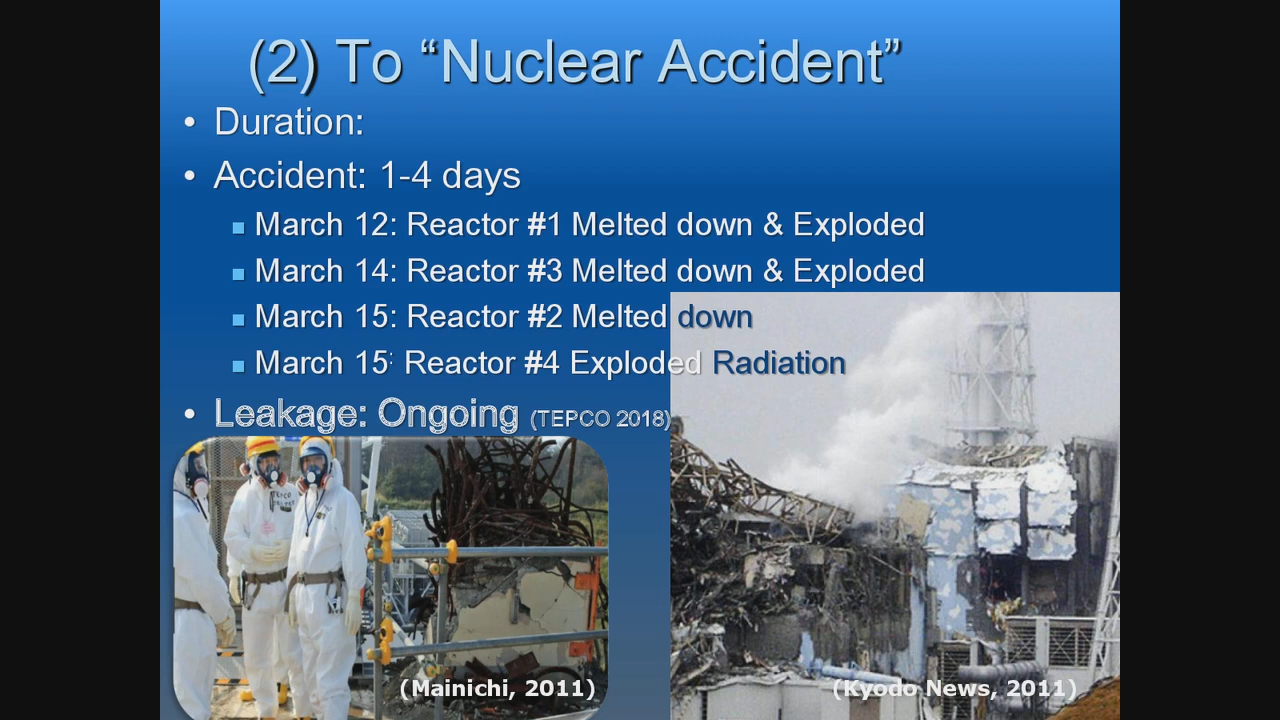 (2) To “Nuclear Accident”
• Duration:
• Accident: 1-4 days
▪ March 12: Reactor #1 Melted down & Exploded
▪ March 14: Reactor #3 Melted down & Exploded
▪ March 15: Reactor #2 Melted down
▪ March 15: Reactor #4 Exploded Radiation
• Leakage: Ongoing (TEPCO 2018)
TEPCO
(Mainichi, 2011)
(Kyodo News, 2011)